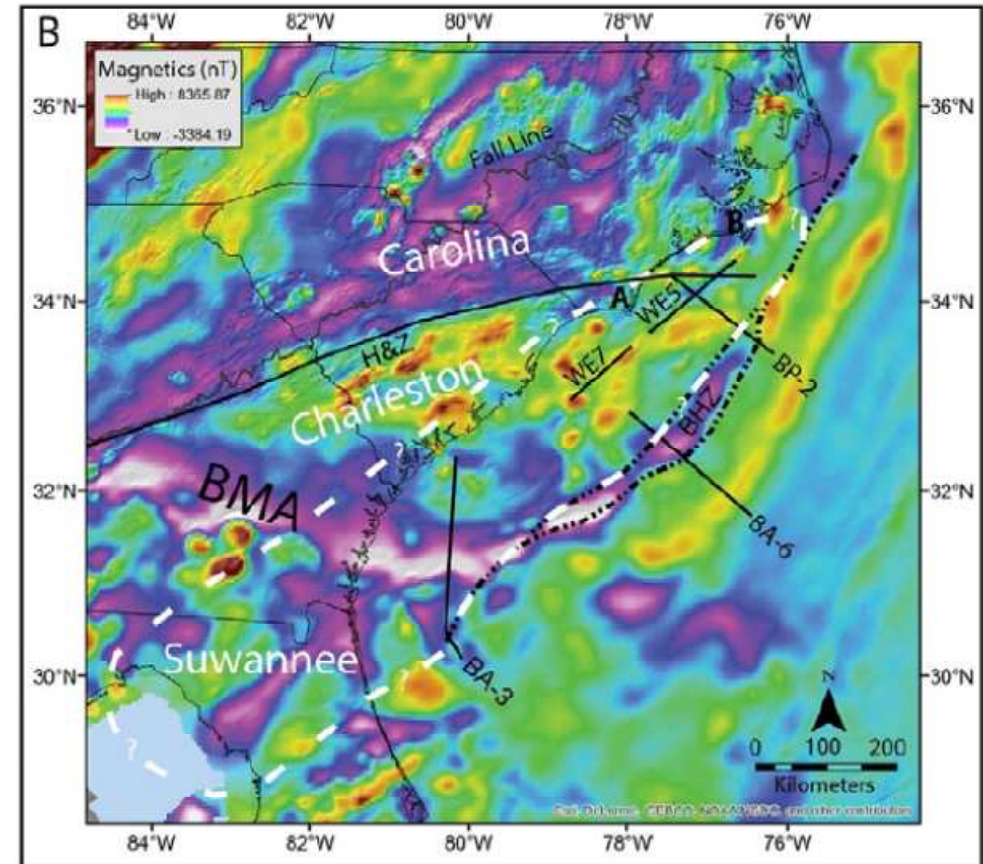 B
84°W 82°W 80°W 78°W 76°W
Magnetics (nT)
High : 8365.87
Low : -3384.19
36°N 36°N
Fall Line
B
?
Carolina
34°N 34°N
A
WE5
?
H&Z
WE7
BP-2
Charleston
?
BHZ
?
32°N 32°N
BMA
BA-6
Suwannee
30°N 30°N
?
BA-3
z
?
0 100 200
Kilometers
84°W 82°W 80°W 78°W 76°W